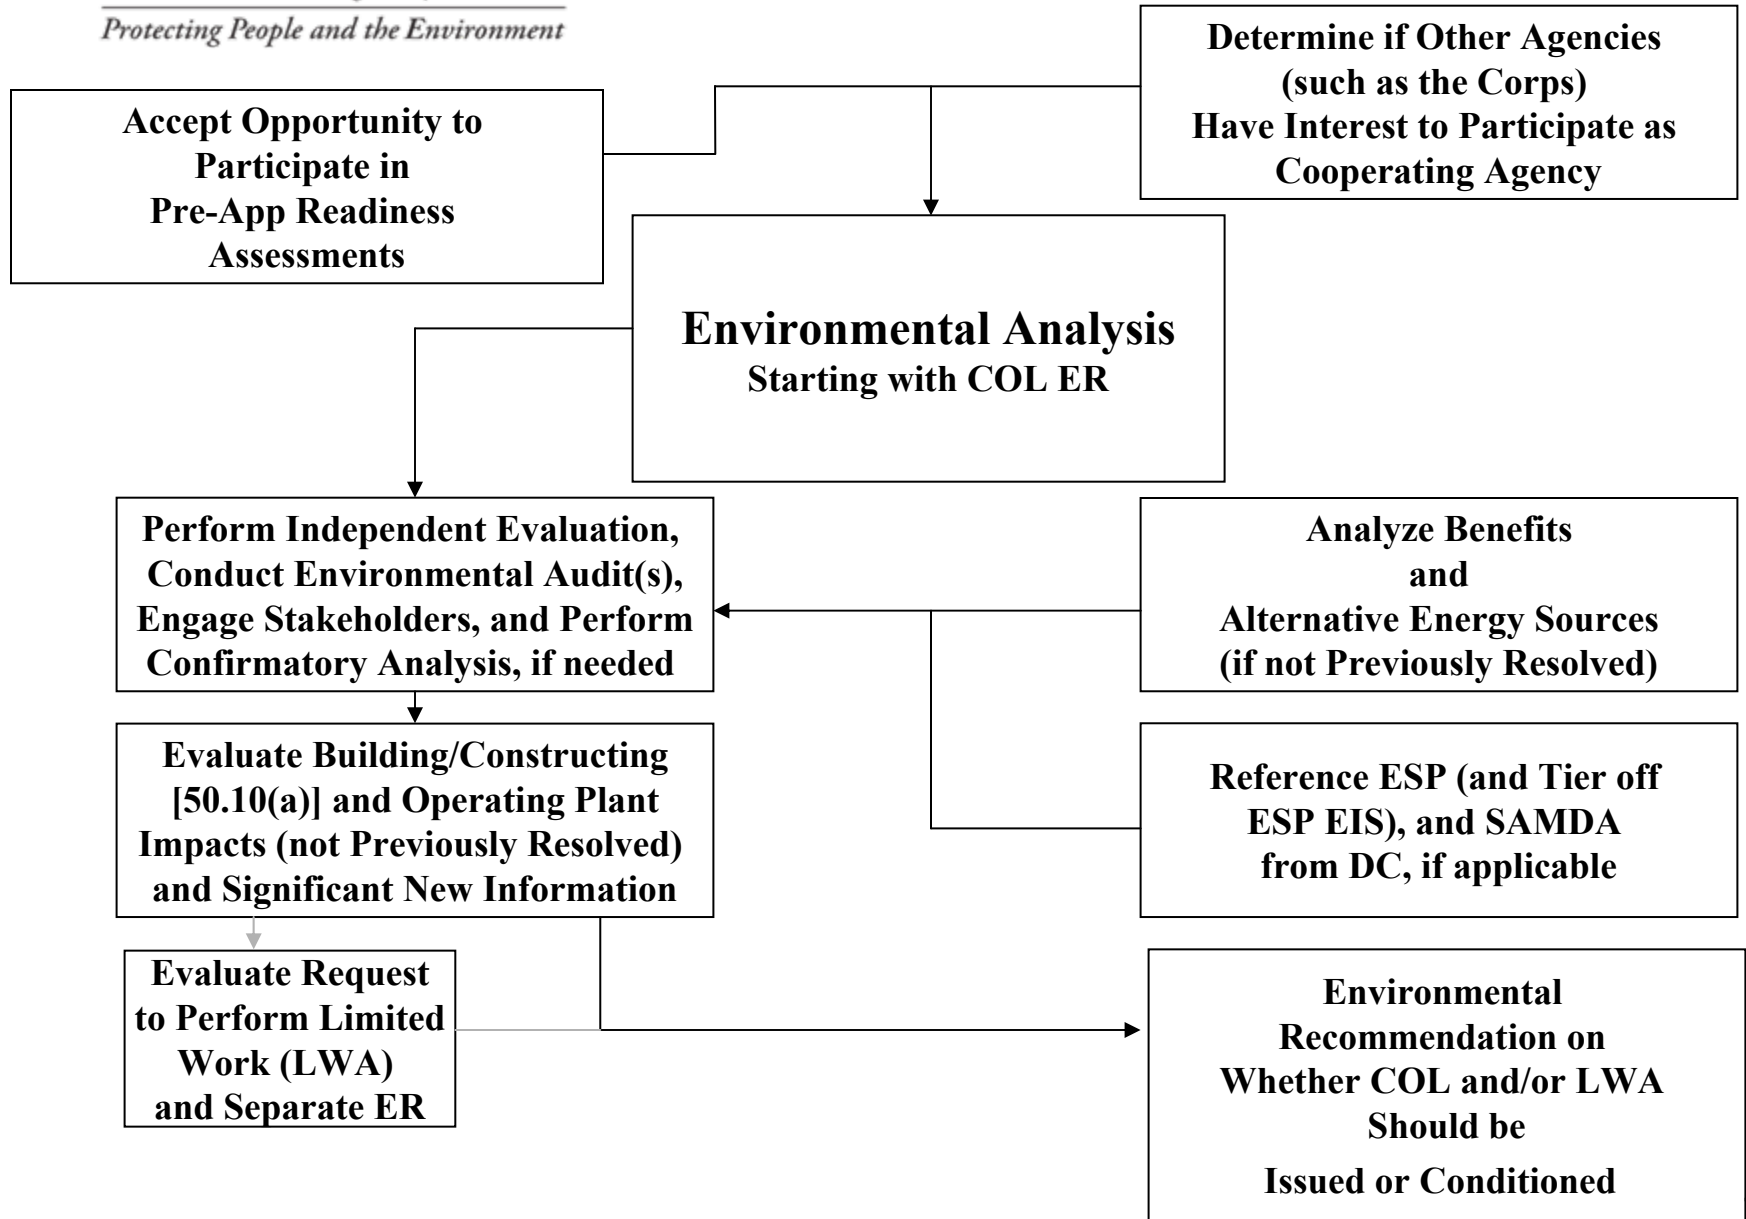 Protecting People and the Environment
Determine if Other Agencies
(such as the Corps)
Have Interest to Participate as
Cooperating Agency
Accept Opportunity to
Participate in
Pre-App Readiness
Assessments
Environmental Analysis
Starting with COL ER
Perform Independent Evaluation,
Conduct Environmental Audit(s),
Engage Stakeholders, and Perform
Confirmatory Analysis, if needed
Analyze Benefits
and
Alternative Energy Sources
(if not Previously Resolved)
Evaluate Building/Constructing
[50.10(a)] and Operating Plant
Impacts (not Previously Resolved)
and Significant New Information
Reference ESP (and Tier off
ESP EIS), and SAMDA
from DC, if applicable
Evaluate Request
to Perform Limited
Work (LWA)
and Separate ER
Environmental
Recommendation on
Whether COL and/or LWA
Should be
Issued or Conditioned